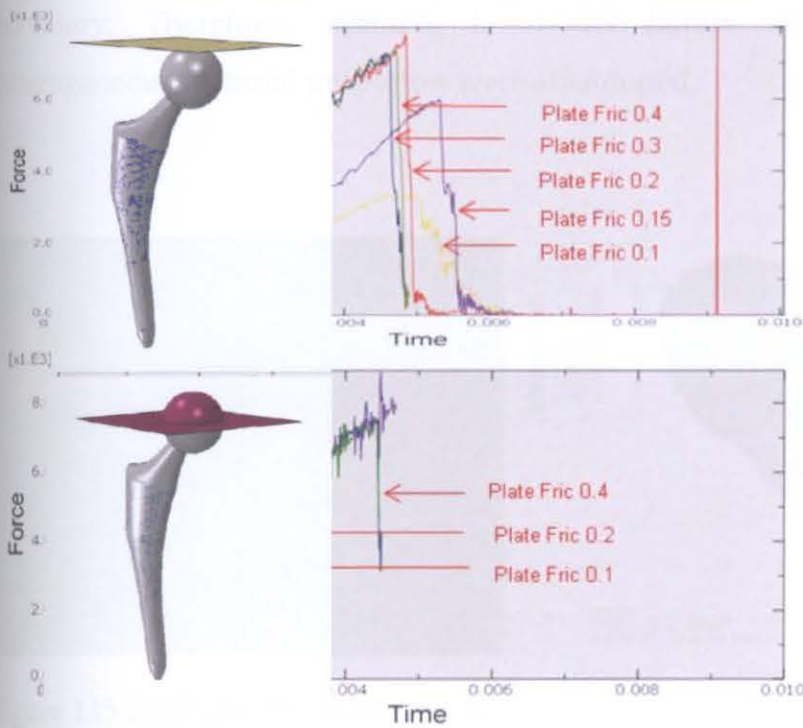 [x1.E3]
8.0
6.0
4.0
2.0
0.0
0
Force
Plate Fric 0.4
Plate Fric 0.3
Plate Fric 0.2
Plate Fric 0.15
Plate Fric 0.1
.004 0.006 0.008 0.010
Time
[x1.E3]
8.
6.
4.
2.
0.
0
Force
Plate Fric 0.4
Plate Fric 0.2
Plate Fric 0.1
.004 0.006 0.008 0.010
Time